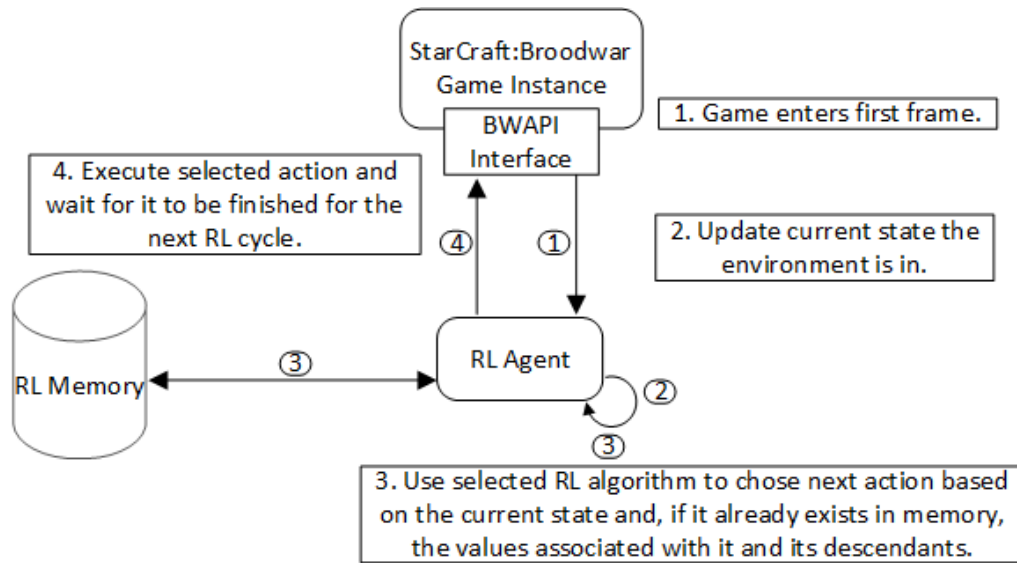 StarCraft:Broodwar
Game Instance
BWAPI
Interface
1. Game enters first frame.
4. Execute selected action and
wait for it to be finished for the
next RL cycle.
4
1
2. Update current state the
environment is in.
RL Memory
3
RL Agent
2
3
3. Use selected RL algorithm to chose next action based
on the current state and, if it already exists in memory,
the values associated with it and its descendants.